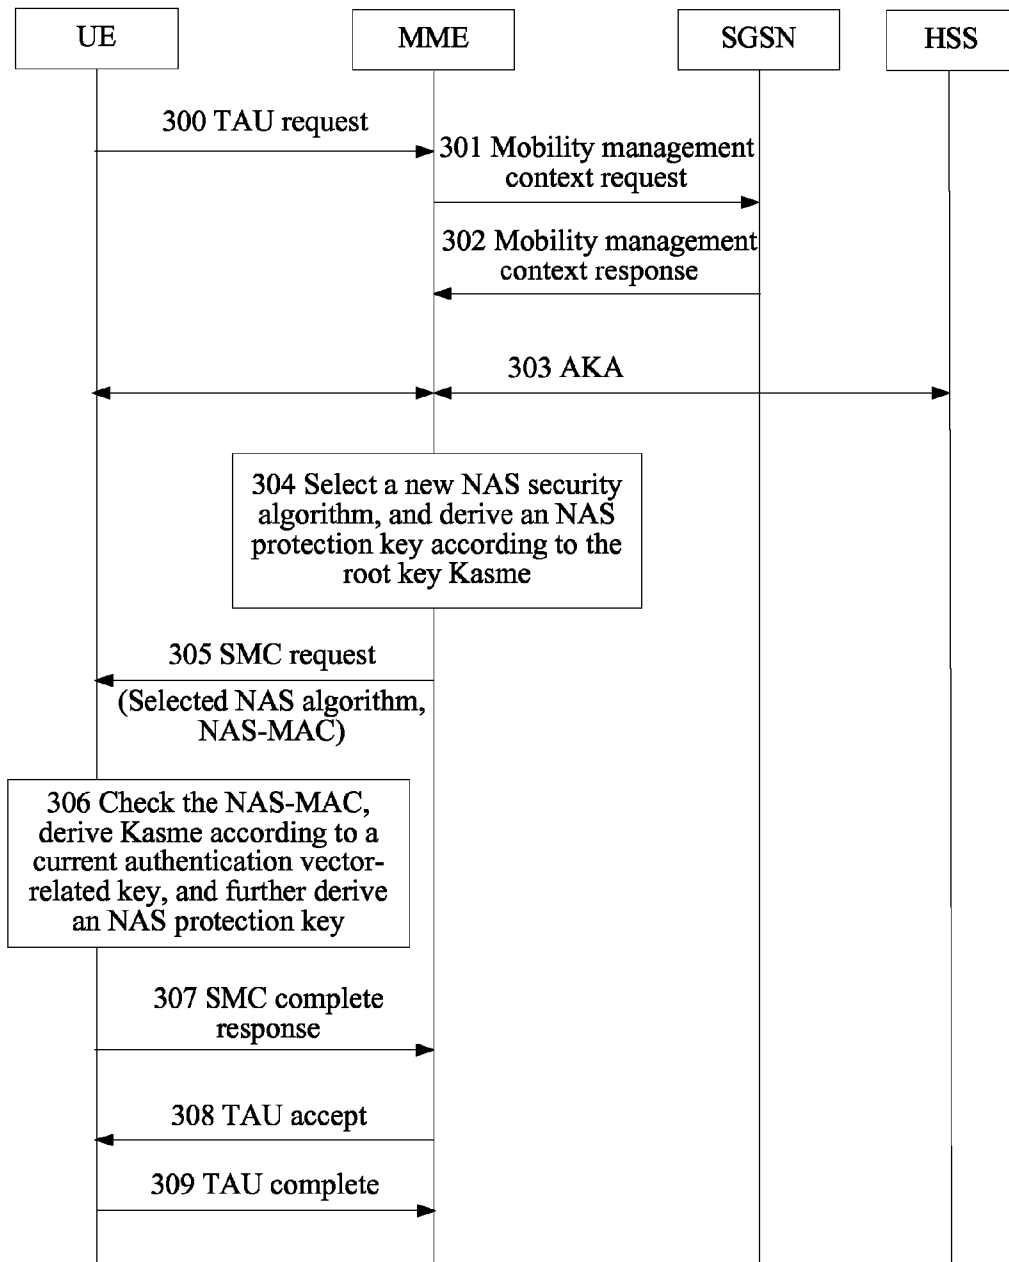 UE
MME
SGSN
HSS
300 TAU request
301 Mobility management
context request
302 Mobility management
context response
303 AKA
304 Select a new NAS security
algorithm, and derive an NAS
protection key according to the
root key Kasme
305 SMC request
(Selected NAS algorithm,
NAS-MAC)
306 Check the NAS-MAC,
derive Kasme according to a
current authentication vector-
related key, and further derive
an NAS protection key
307 SMC complete
response
308 TAU accept
309 TAU complete